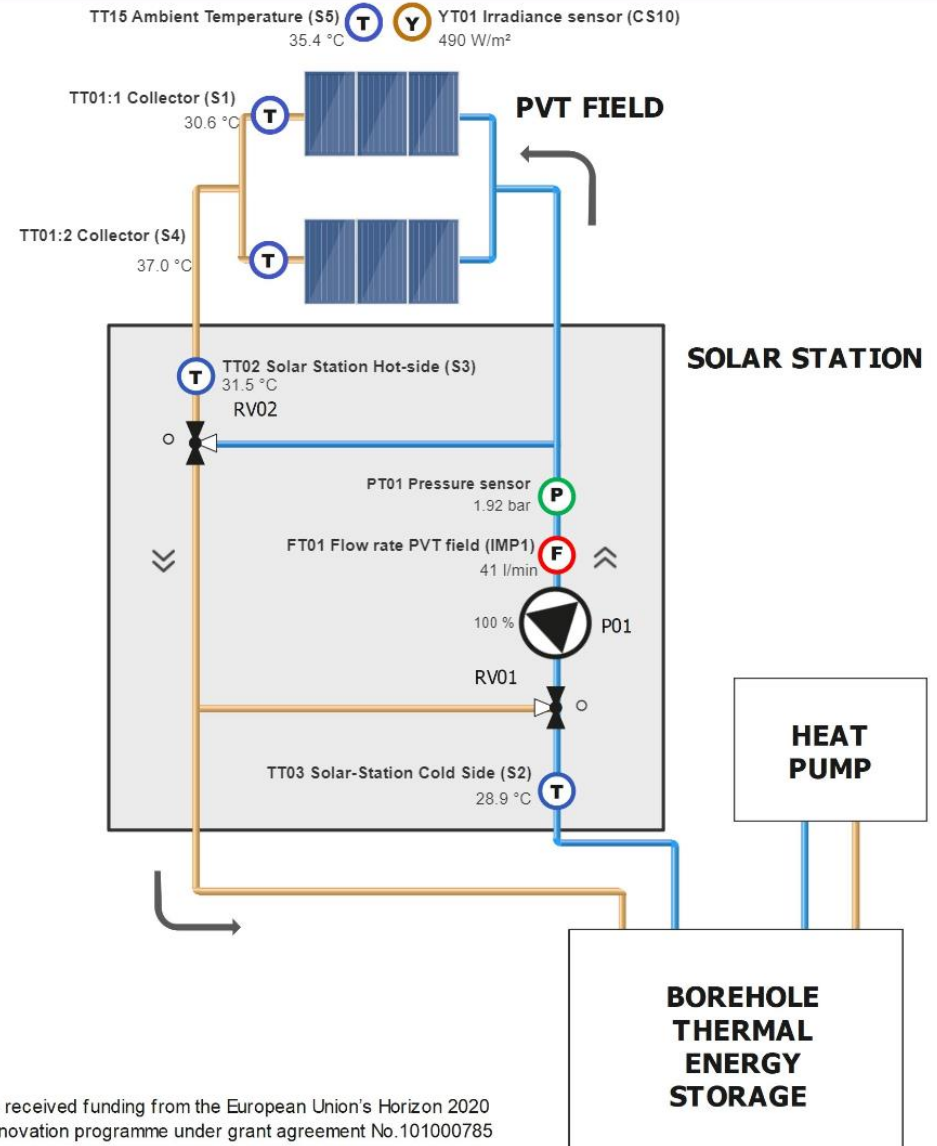 TT15 Ambient Temperature (S5)
35.4 °C
T
Y
YT01 Irradiance sensor (CS10)
490 W/m²
TT01:1 Collector (S1)
30.6 °C
T
PVT FIELD
TT01:2 Collector (S4)
37.0 °C
T
SOLAR STATION
T
TT02 Solar Station Hot-side (S3)
31.5 °C
RV02
PT01 Pressure sensor
1.92 bar
P
FT01 Flow rate PVT field (IMP1)
41 l/min
F
100 %
P01
RV01
TT03 Solar-Station Cold Side (S2)
28.9 °C
T
HEAT
PUMP
BOREHOLE
THERMAL
ENERGY
STORAGE
received funding from the European Union's Horizon 2020
novation programme under grant agreement No.101000785